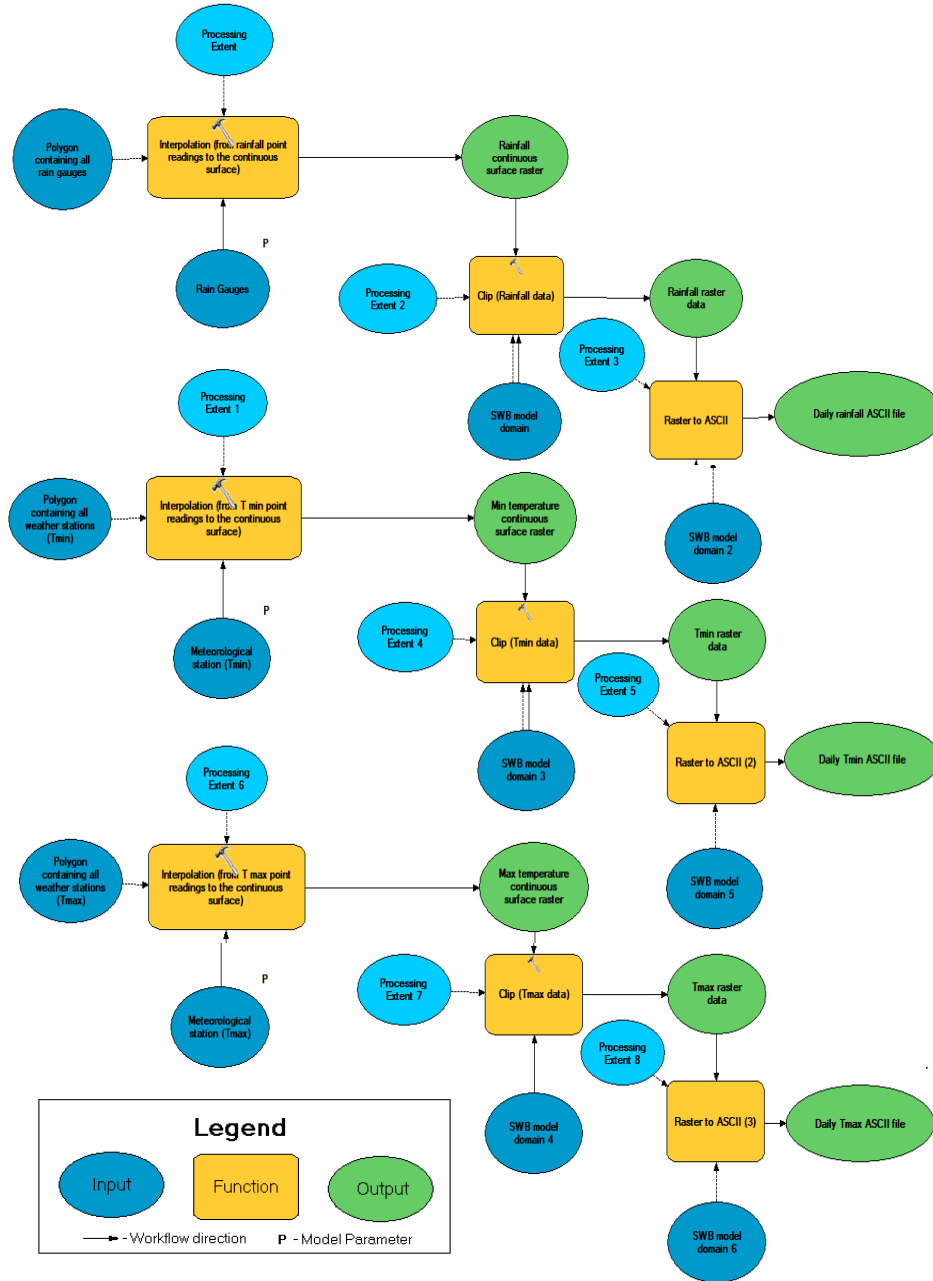 Processing
Extent
Polygon
containing all
rain gauges
Interpolation (from rainfall point
readings to the continuous
surface)
Rainfall
continuous
surface raster
P
Rain Gauges
Processing
Extent 2
Clip (Rainfall data)
Rainfall raster
data
Processing
Extent 3
SWB model
domain
Raster to ASCII
Daily rainfall ASCII file
SWB model
domain 2
Processing
Extent 1
Polygon
containing all
weather stations
(Tmin)
Interpolation (from T min point
readings to the continuous
surface)
Min temperature
continuous
surface raster
P
Meteorological
station (Tmin)
Processing
Extent 4
Clip (Tmin data)
Tmin raster
data
Processing
Extent 5
SWB model
domain 3
Raster to ASCII (2)
Daily Tmin ASCII file
SWB model
domain 5
Processing
Extent 6
Polygon
containing all
weather stations
(Tmax)
Interpolation (from T max point
readings to the continuous
surface)
Max temperature
continuous
surface raster
P
Meteorological
station (Tmax)
Processing
Extent 7
Clip (Tmax data)
Tmax raster
data
Processing
Extent 8
SWB model
domain 4
Raster to ASCII (3)
Daily Tmax ASCII file
SWB model
domain 6
Legend
Input
Function
Output
- Workflow direction
P - Model Parameter